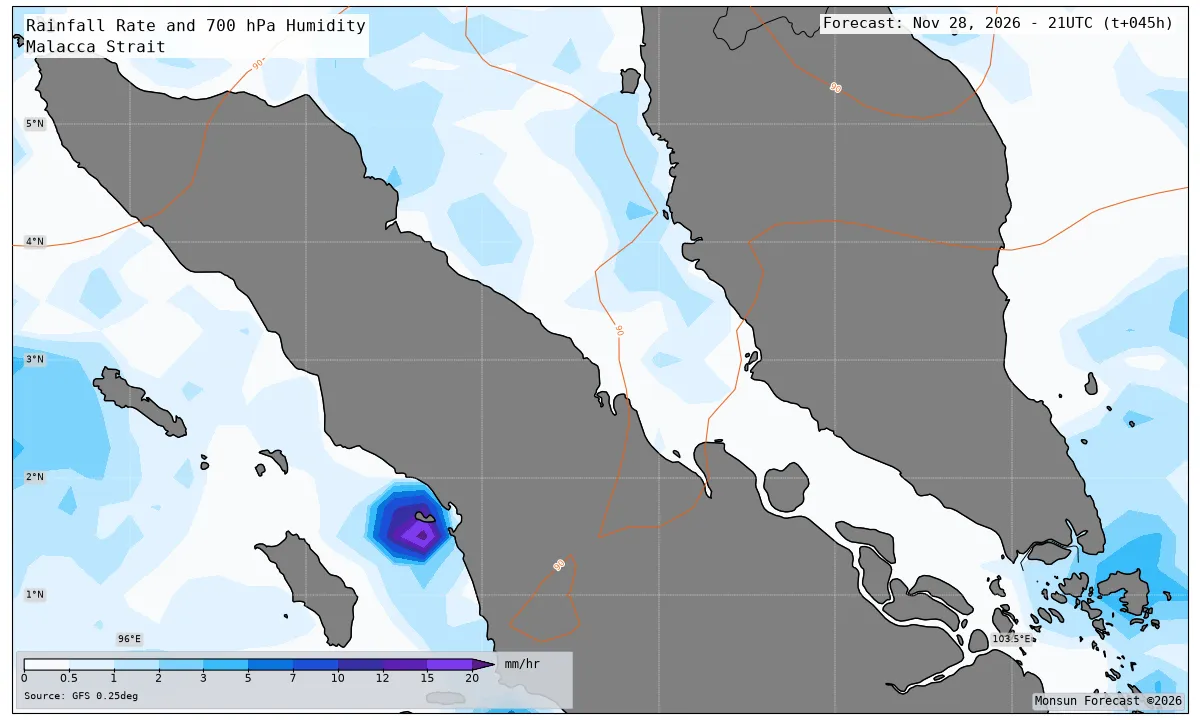 Rainfall Rate and 700 hPa Humidity
Malacca Strait
Forecast: Nov 28, 2026 - 21UTC (t+045h)
90
90
5°N
4°N
90
3°N
2°N
90
1°N
96°E
103.5°E
mm/hr
0 0.5 1 2 3 5 7 10 12 15 20
Source: GFS 0.25deg
Monsun Forecast ©2026